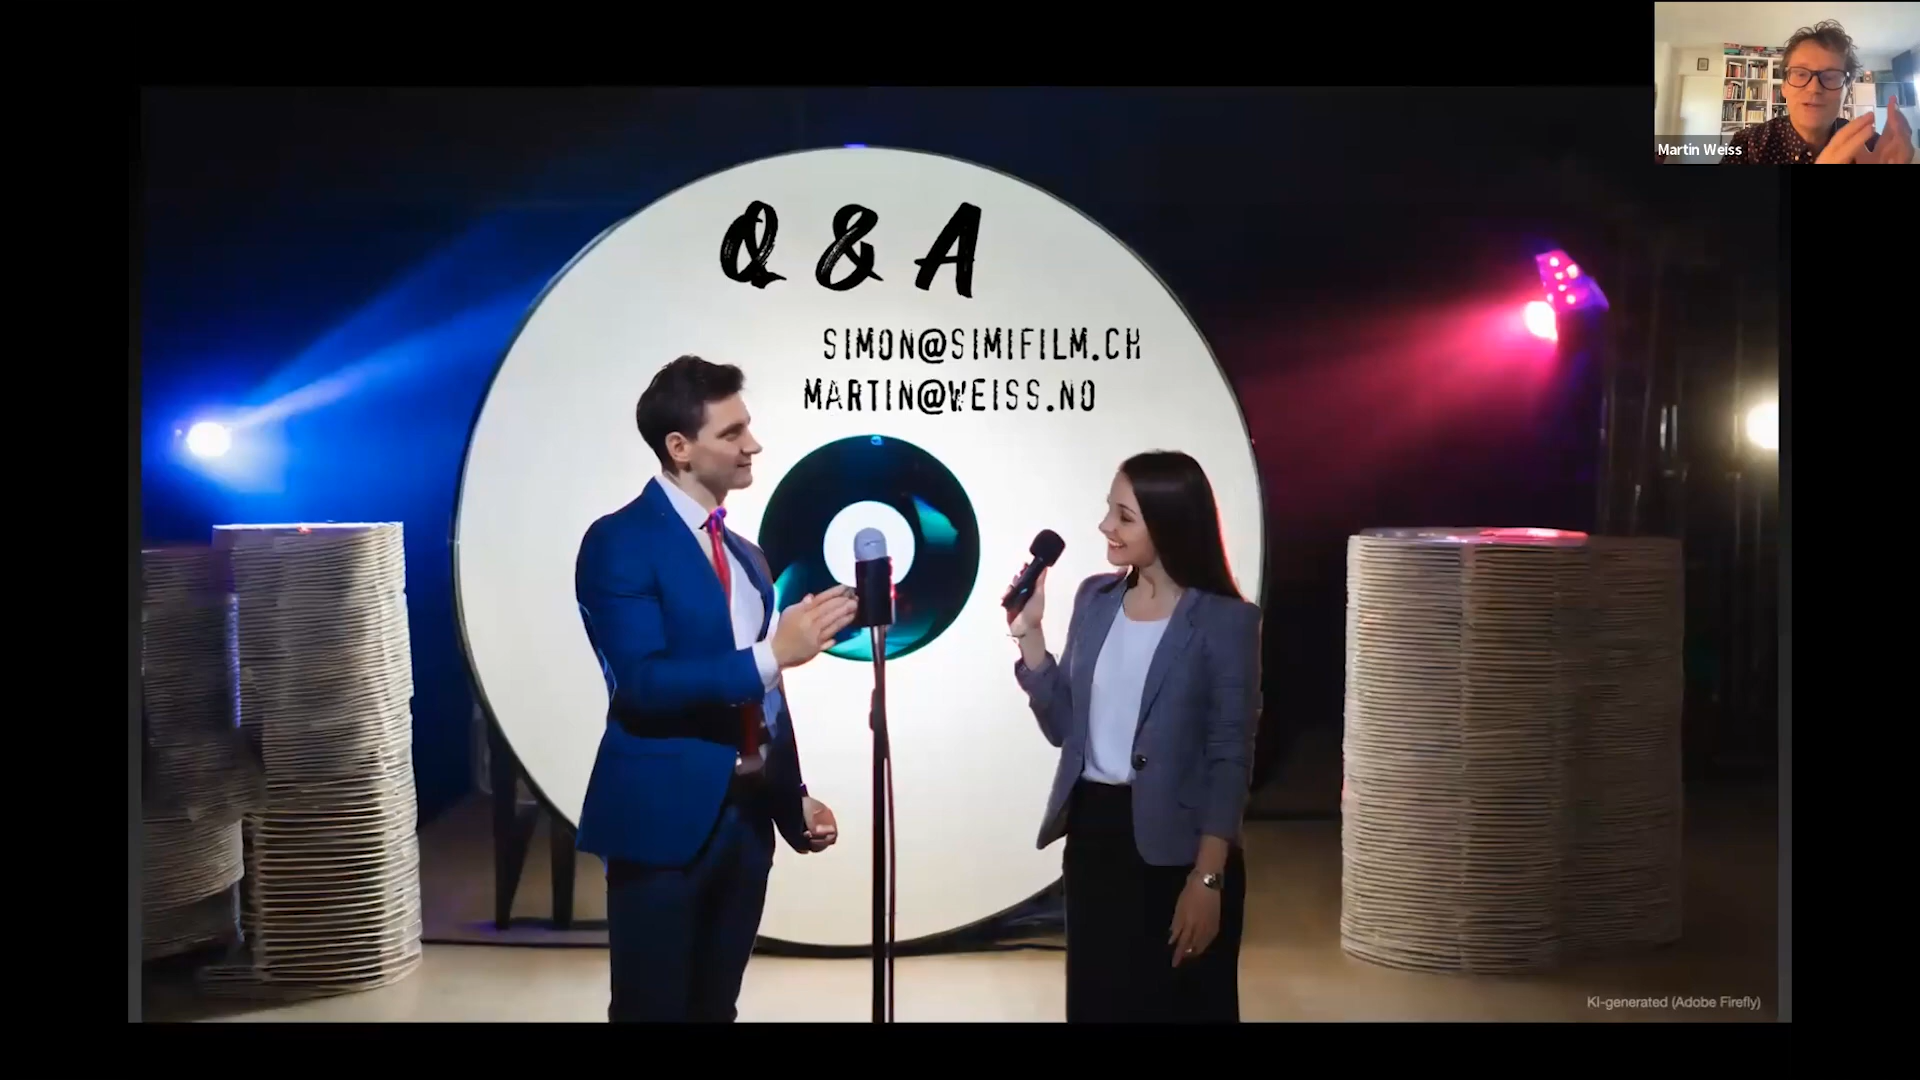 Martin Weiss
Q & A
SIMON@SIMIFILM.CH
MARTIN@WEISS.NO
KI-generated (Adobe Firefly)